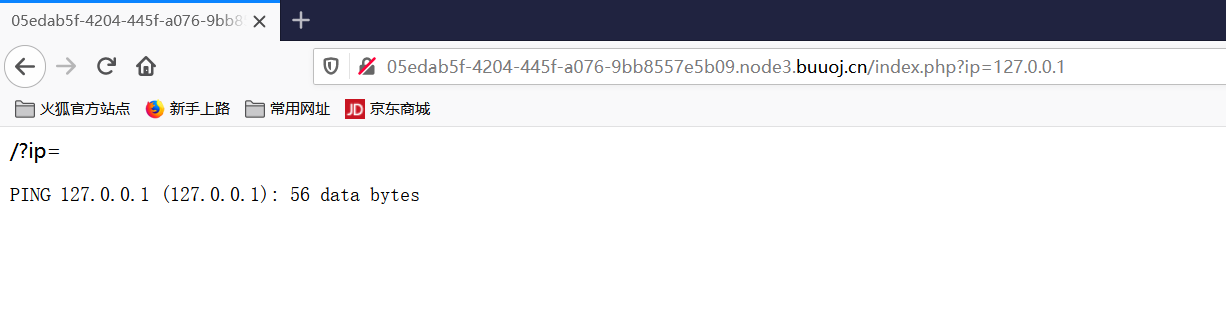 05edab5f-4204-445f-a076-9bb8
05edab5f-4204-445f-a076-9bb8557e5b09.node3.buuoj.cn/index.php?ip=127.0.0.1
火狐官方站点 新手上路 常用网址 JD 京东商城
/?ip=
PING 127.0.0.1 (127.0.0.1): 56 data bytes